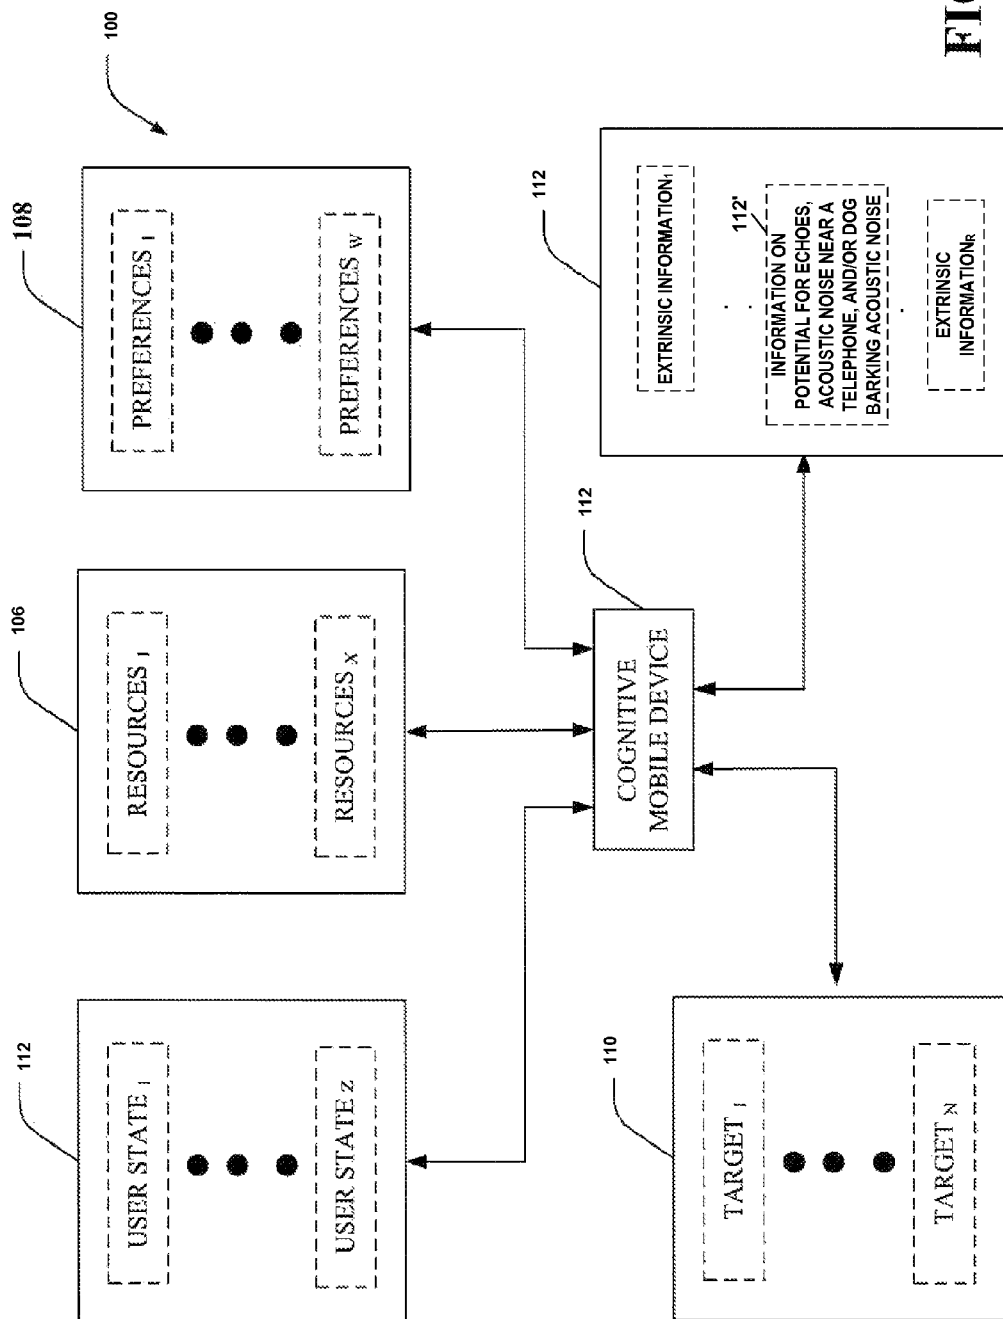 100
112
USER STATE 1
USER STATE Z
106
RESOURCES 1
RESOURCES X
108
PREFERENCES 1
PREFERENCES W
112
COGNITIVE
MOBILE DEVICE
110
TARGET 1
TARGET N
112
EXTRINSIC INFORMATION1
112'
INFORMATION ON
POTENTIAL FOR ECHOES,
ACOUSTIC NOISE NEAR A
TELEPHONE, AND/OR DOG
BARKING ACOUSTIC NOISE
EXTRINSIC
INFORMATIONR